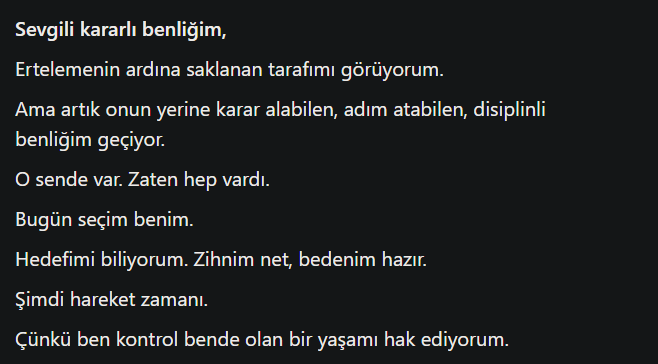 Sevgili kararlı benliğim,
Ertelemenin ardına saklanan tarafımı görüyorum.
Ama artık onun yerine karar alabilen, adım atabilen, disiplinli
benliğim geçiyor.
O sende var. Zaten hep vardı.
Bugün seçim benim.
Hedefimi biliyorum. Zihnim net, bedenim hazır.
Şimdi hareket zamanı.
Çünkü ben kontrol bende olan bir yaşamı hak ediyorum.